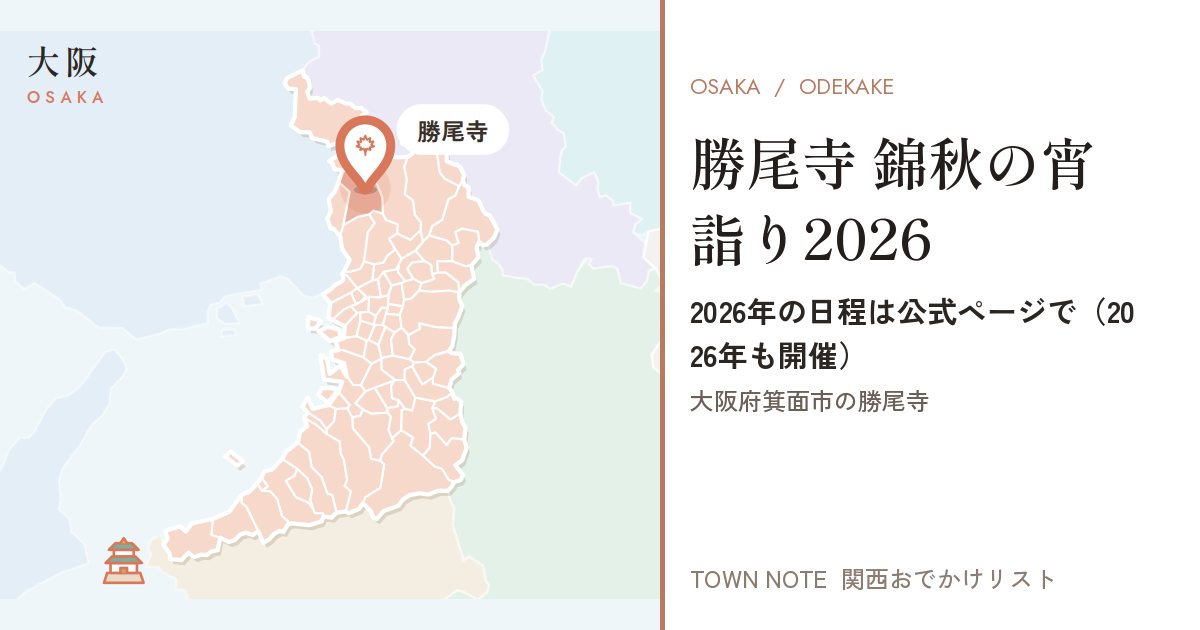 大阪
OSAKA
勝尾寺
OSAKA / ODEKAKE
勝尾寺 錦秋の宵
詣り2026
2026年の日程は公式ページで（20
26年も開催）
大阪府箕面市の勝尾寺
TOWN NOTE 関西おでかけリスト